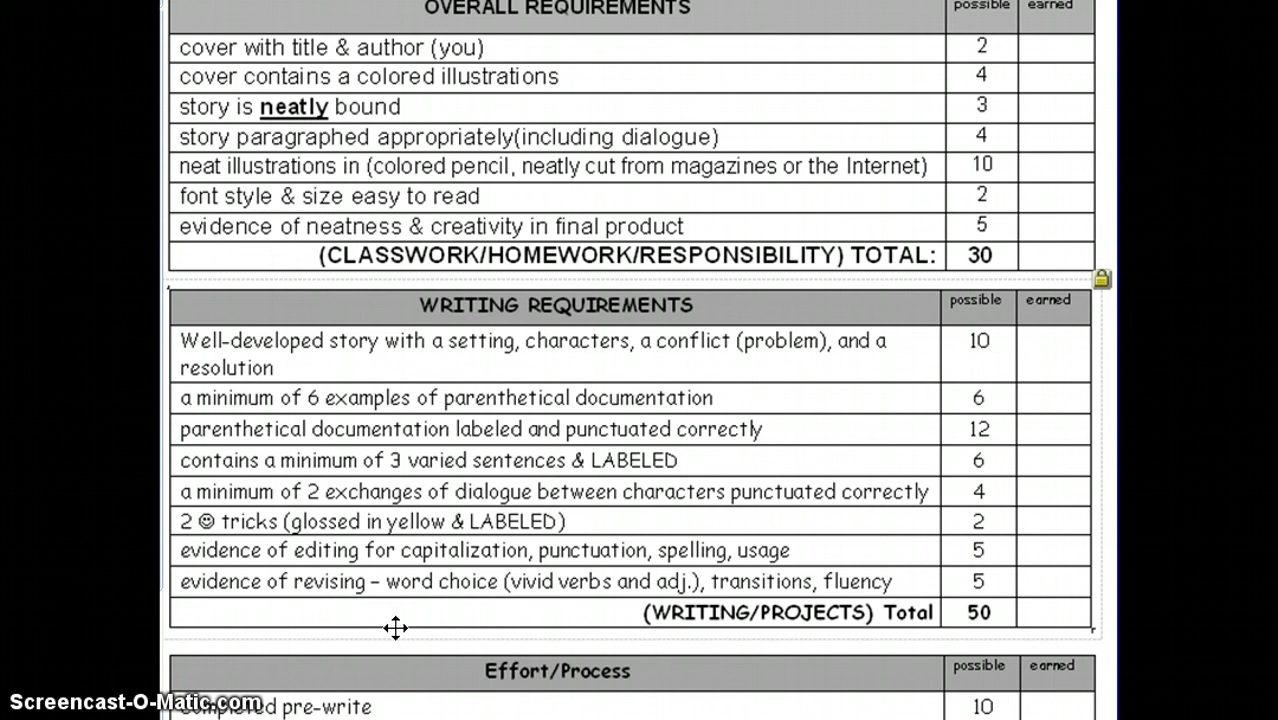 OVERALL REQUIREMENTS possible earned
cover with title & author (you) 2
cover contains a colored illustrations 4
story is neatly bound 3
story paragraphed appropriately(including dialogue) 4
neat illustrations in (colored pencil, neatly cut from magazines or the Internet) 10
font style & size easy to read 2
evidence of neatness & creativity in final product 5
(CLASSWORK/HOMEWORK/RESPONSIBILITY) TOTAL: 30
WRITING REQUIREMENTS possible earned
Well-developed story with a setting, characters, a conflict (problem), and a 10
resolution
a minimum of 6 examples of parenthetical documentation 6
parenthetical documentation labeled and punctuated correctly 12
contains a minimum of 3 varied sentences & LABELED 6
a minimum of 2 exchanges of dialogue between characters punctuated correctly 4
2 ☺ tricks (glossed in yellow & LABELED) 2
evidence of editing for capitalization, punctuation, spelling, usage 5
evidence of revising – word choice (vivid verbs and adj.), transitions, fluency 5
(WRITING/PROJECTS) Total 50
Effort/Process possible earned
completed pre-write 10
Screencast-O-Matic.com